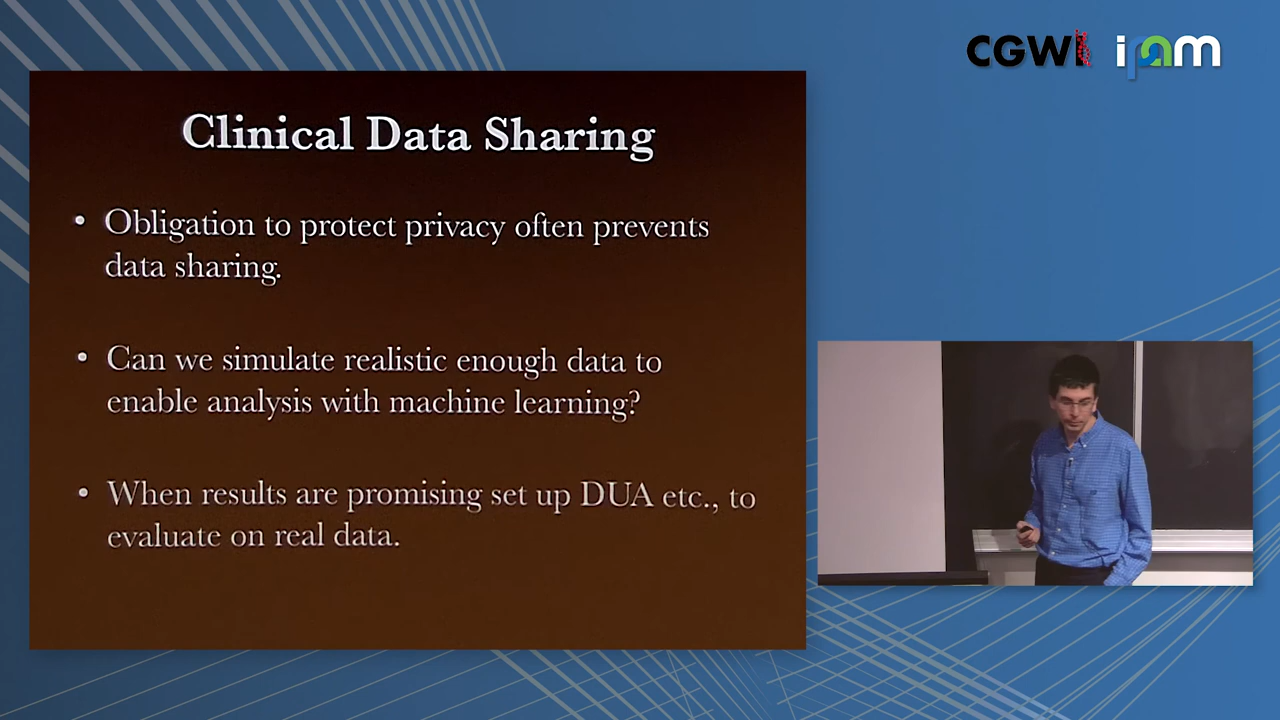 CGWI ipam
Clinical Data Sharing
• Obligation to protect privacy often prevents
data sharing.
• Can we simulate realistic enough data to
enable analysis with machine learning?
• When results are promising set up DUA etc., to
evaluate on real data.